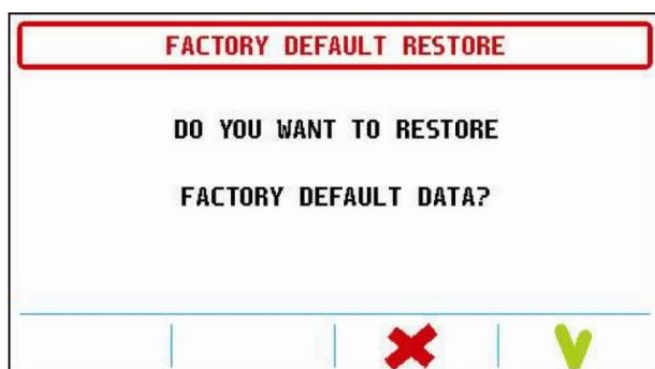 FACTORY DEFAULT RESTORE
DO YOU WANT TO RESTORE
FACTORY DEFAULT DATA?